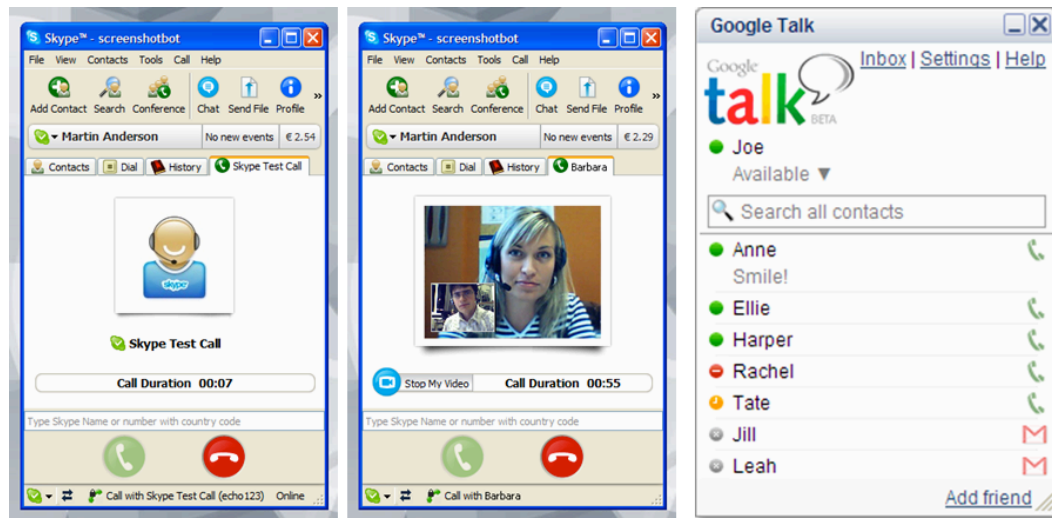 Skype™ - screenshotbot
File View Contacts Tools Call Help
Add Contact Search Conference Chat Send File Profile »
Martin Anderson No new events € 2.54
Contacts Dial History Skype Test Call
skype
Skype Test Call
Call Duration 00:07
Type Skype Name or number with country code
Call with Skype Test Call (echo123) Online
Skype™ - screenshotbot
File View Contacts Tools Call Help
Add Contact Search Conference Chat Send File Profile »
Martin Anderson No new events € 2.29
Contacts Dial History Barbara
Stop My Video Call Duration 00:55
Type Skype Name or number with country code
Call with Barbara
Google Talk
Inbox | Settings | Help
Google
talk
BETA
Joe
Available ▼
Search all contacts
Anne
Smile!
Ellie
Harper
Rachel
Tate
Jill
Leah
Add friend